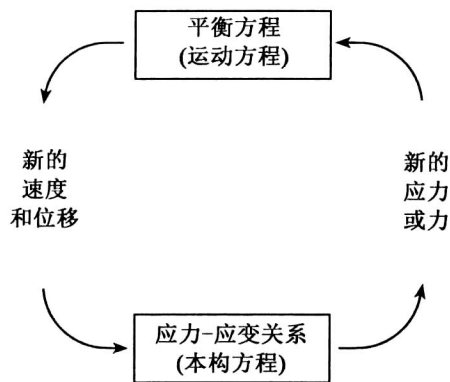 平衡方程
(运动方程)
新的
速度
和位移
新的
应力
或力
应力-应变关系
(本构方程)